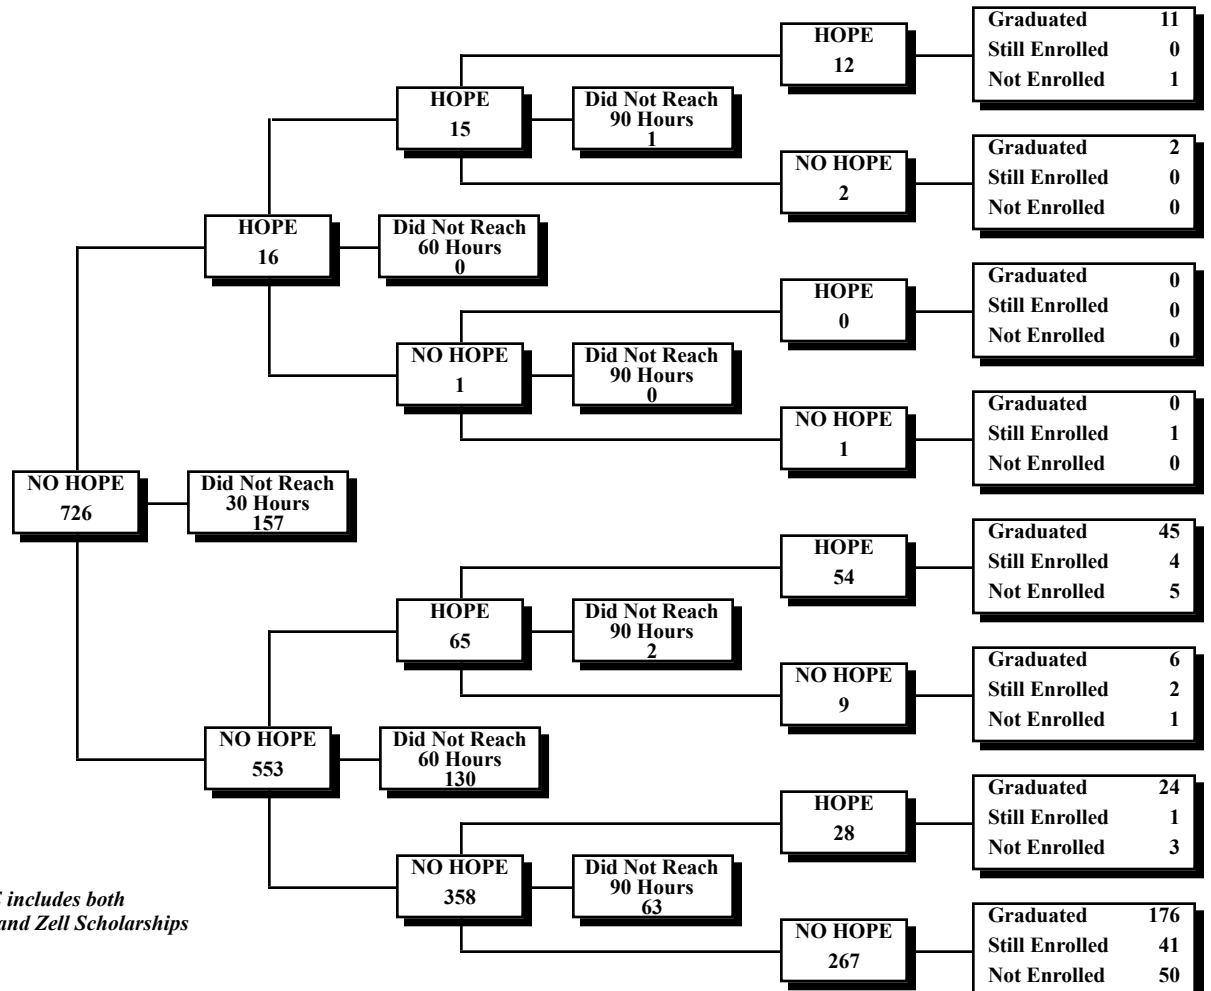 Graduated 11
HOPE
Still Enrolled 0
12
Not Enrolled 1
HOPE
15
Did Not Reach
90 Hours
1
Graduated 2
NO HOPE
Still Enrolled 0
2
Not Enrolled 0
HOPE
16
Did Not Reach
60 Hours
0
Graduated 0
HOPE
Still Enrolled 0
0
Not Enrolled 0
NO HOPE
1
Did Not Reach
90 Hours
0
Graduated 0
NO HOPE
Still Enrolled 1
1
Not Enrolled 0
NO HOPE
726
Did Not Reach
30 Hours
157
Graduated 45
HOPE
Still Enrolled 4
54
Not Enrolled 5
HOPE
65
Did Not Reach
90 Hours
2
Graduated 6
NO HOPE
Still Enrolled 2
9
Not Enrolled 1
NO HOPE
553
Did Not Reach
60 Hours
130
Graduated 24
HOPE
Still Enrolled 1
28
Not Enrolled 3
NO HOPE
358
Did Not Reach
90 Hours
63
includes both
and Zell Scholarships
Graduated 176
NO HOPE
Still Enrolled 41
267
Not Enrolled 50